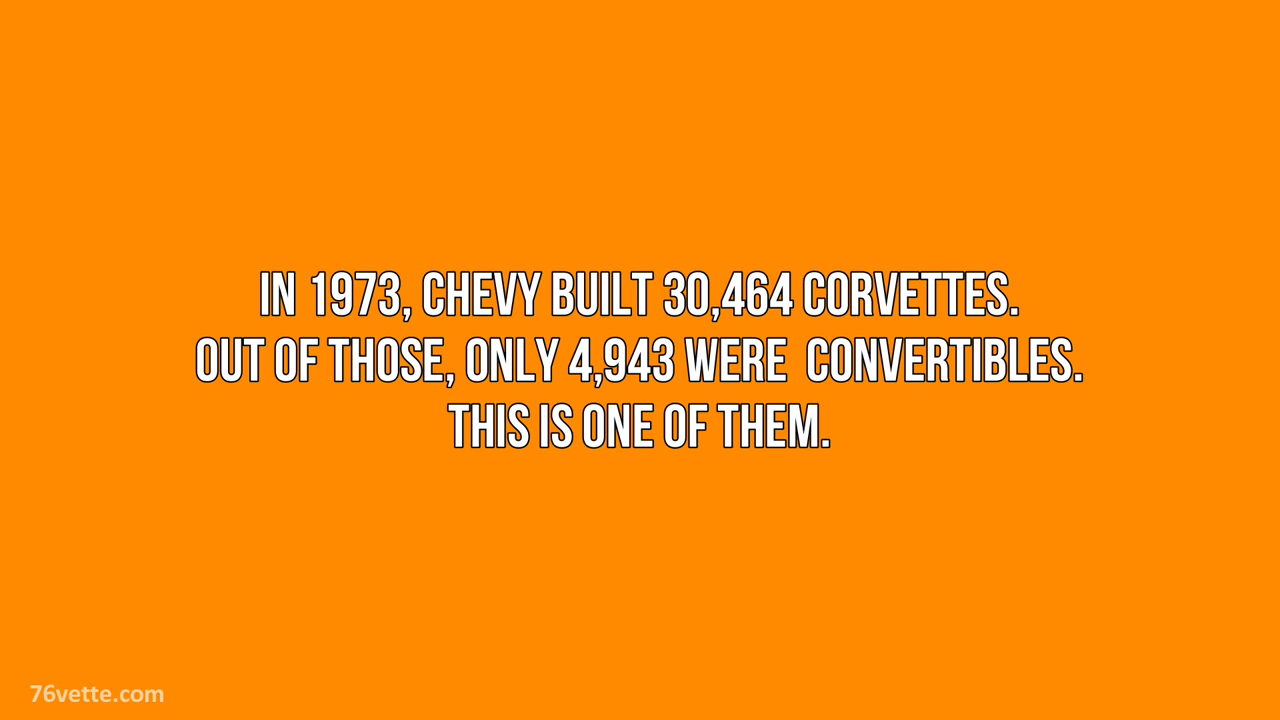 IN 1973, CHEVY BUILT 30,464 CORVETTES.
OUT OF THOSE, ONLY 4,943 WERE  CONVERTIBLES.
THIS IS ONE OF THEM.
76vette.com